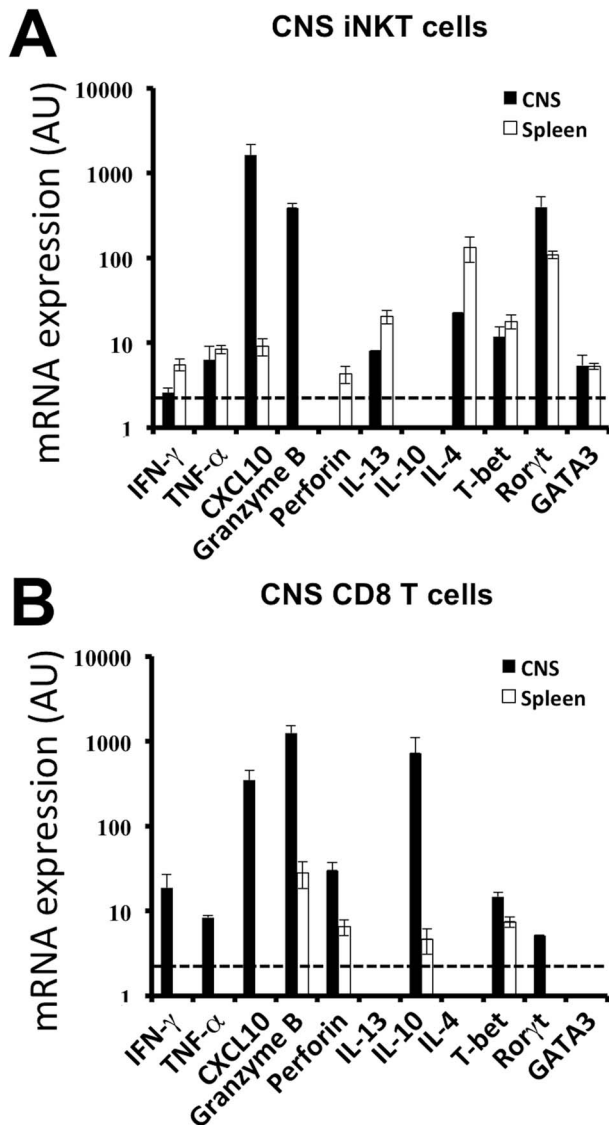 A
CNS iNKT cells
mRNA expression (AU)
10000
1000
100
10
1
CNS
Spleen
IFN-γ
TNF-α
CXCL10
Granzyme B
Perforin
IL-13
IL-10
IL-4
T-bet
Rorγt
GATA3
B
CNS CD8 T cells
mRNA expression (AU)
10000
1000
100
10
1
CNS
Spleen
IFN-γ
TNF-α
CXCL10
Granzyme B
Perforin
IL-13
IL-10
IL-4
T-bet
Rorγt
GATA3